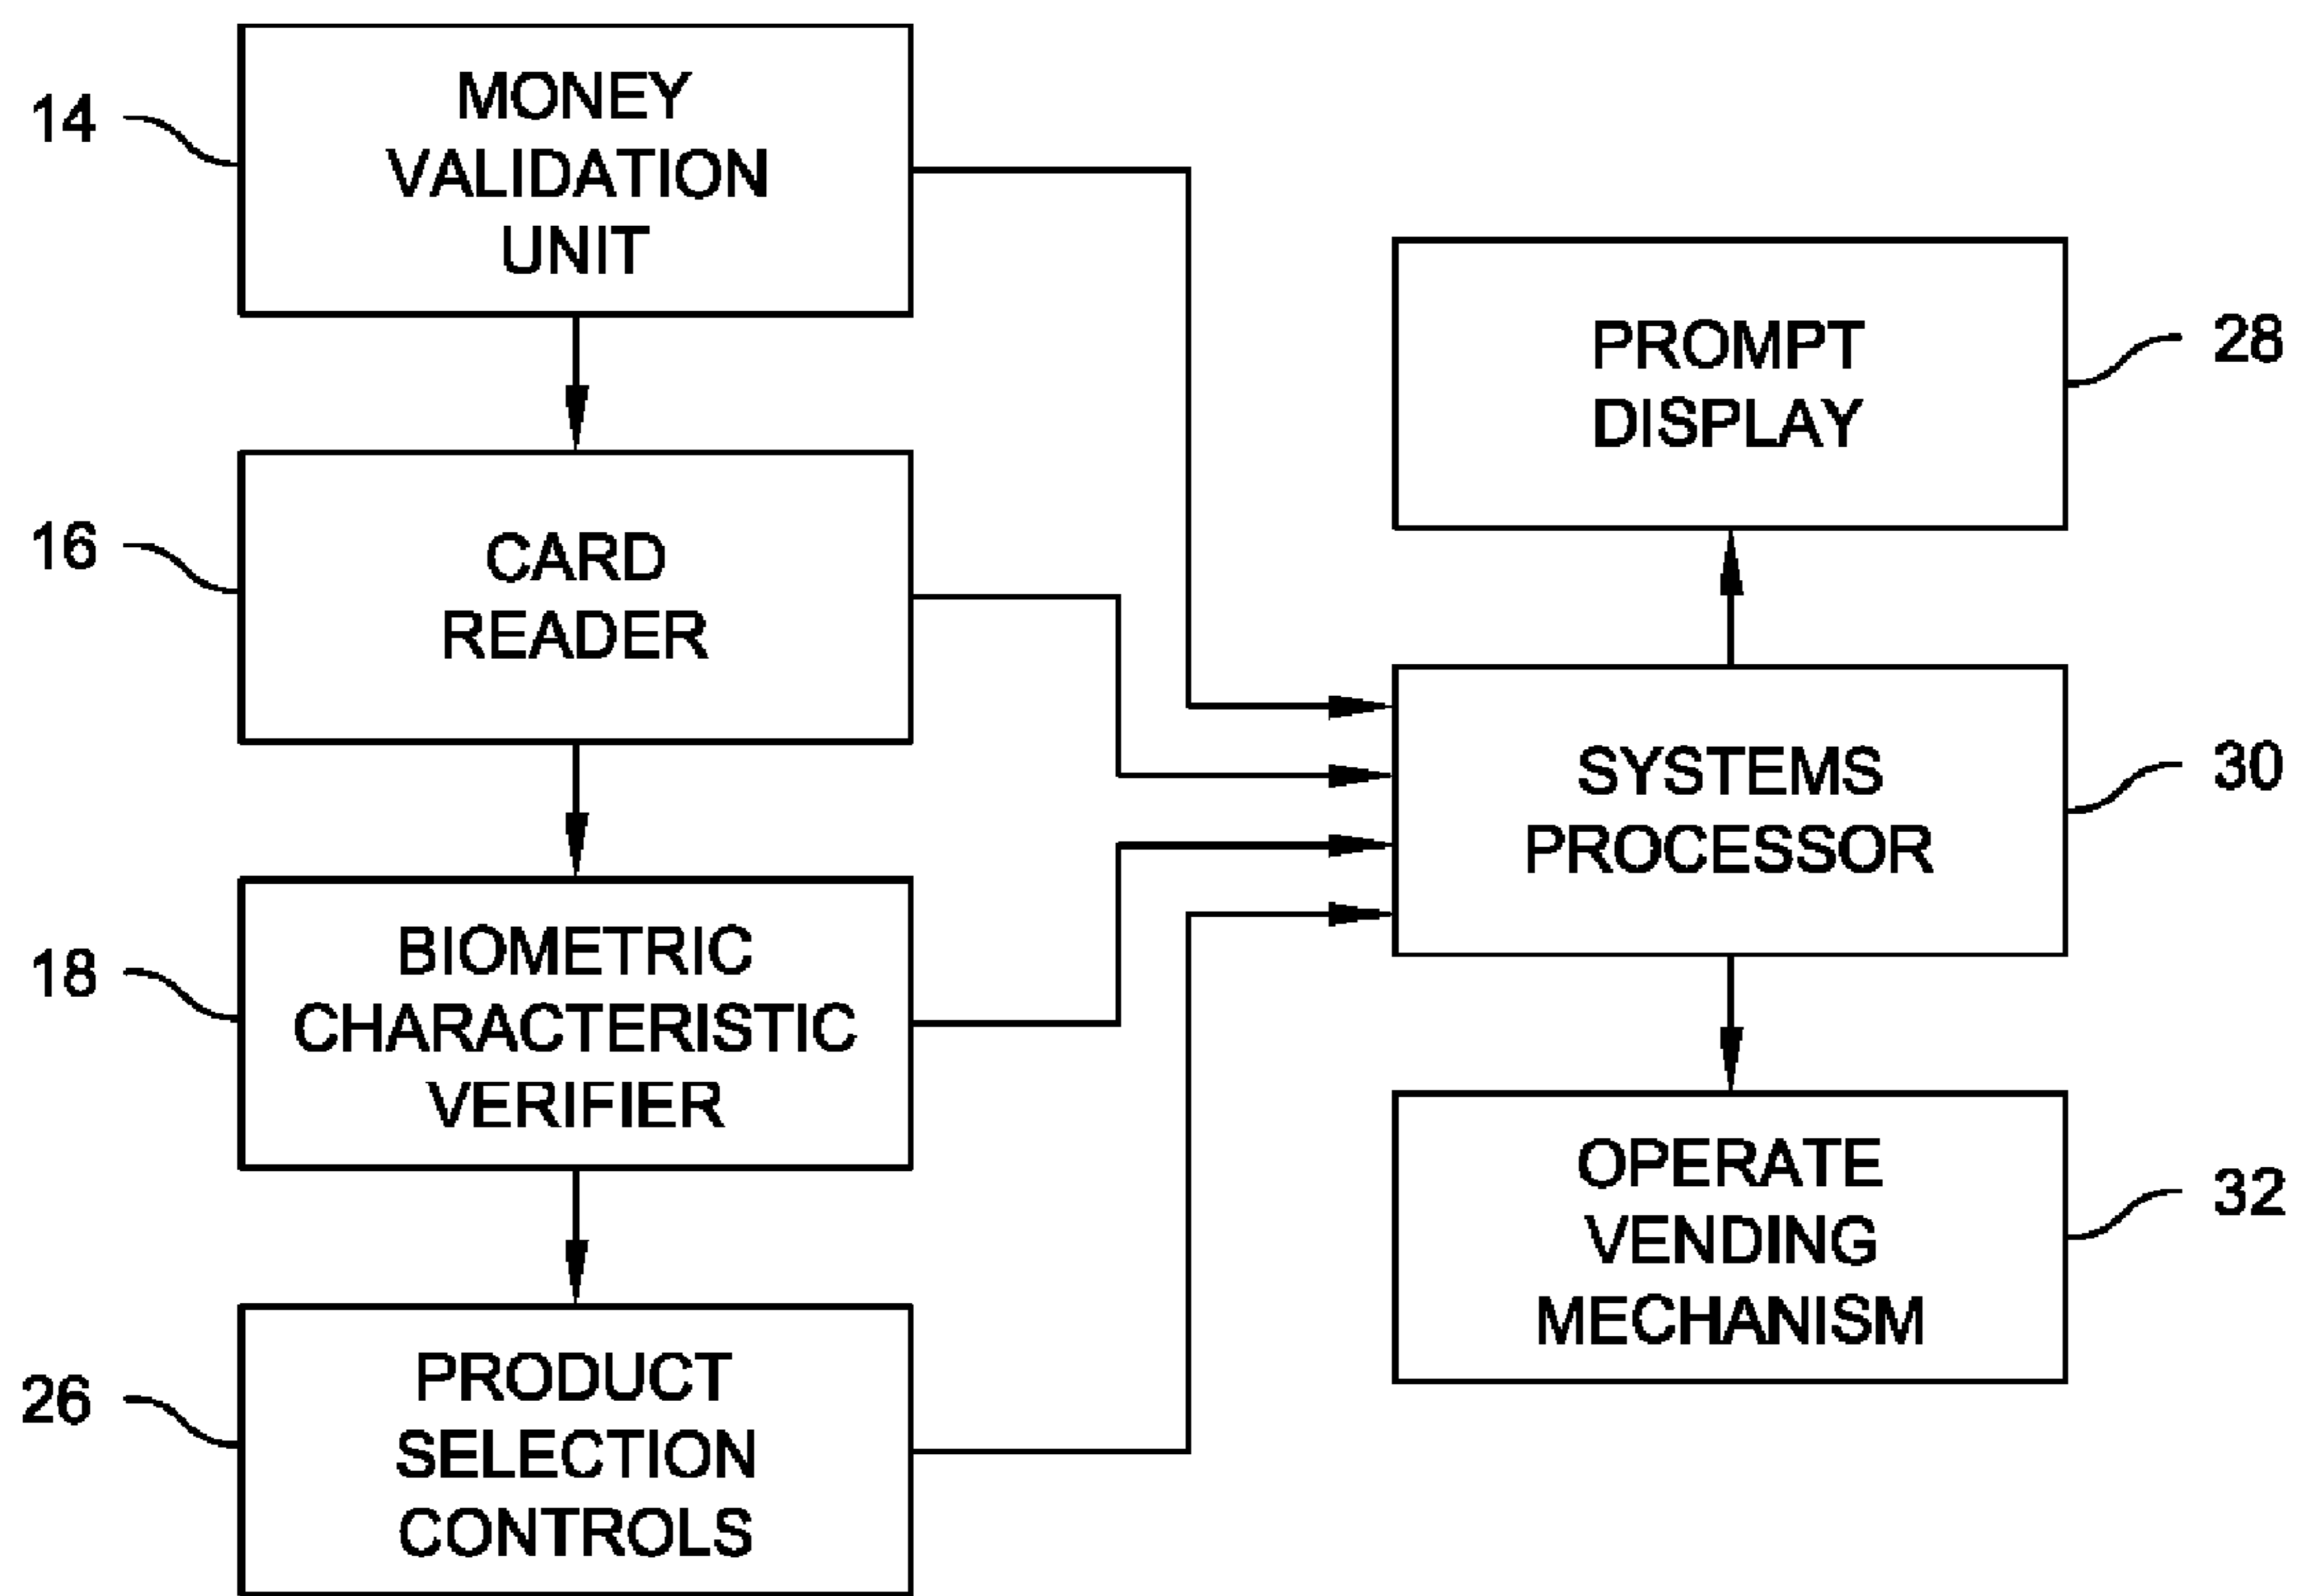 14
MONEY
VALIDATION
UNIT
16
CARD
READER
18
BIOMETRIC
CHARACTERISTIC
VERIFIER
26
PRODUCT
SELECTION
CONTROLS
PROMPT
DISPLAY
28
SYSTEMS
PROCESSOR
30
OPERATE
VENDING
MECHANISM
32